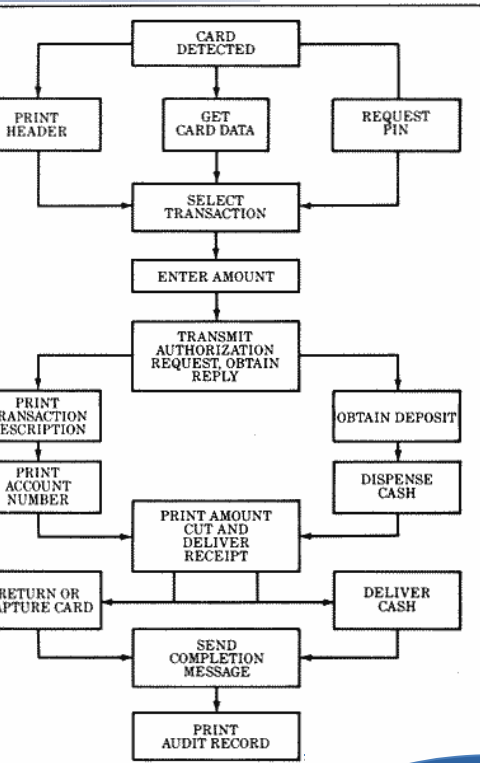 CARD
DETECTED
PRINT
HEADER
GET
CARD DATA
REQUEST
PIN
SELECT
TRANSACTION
ENTER AMOUNT
TRANSMIT
AUTHORIZATION
REQUEST, OBTAIN
REPLY
PRINT
RANSACTION
ESCRIPTION
OBTAIN DEPOSIT
PRINT
ACCOUNT
NUMBER
DISPENSE
CASH
PRINT AMOUNT
CUT AND
DELIVER
RECEIPT
RETURN OR
APTURE CARD
DELIVER
CASH
SEND
COMPLETION
MESSAGE
PRINT
AUDIT RECORD